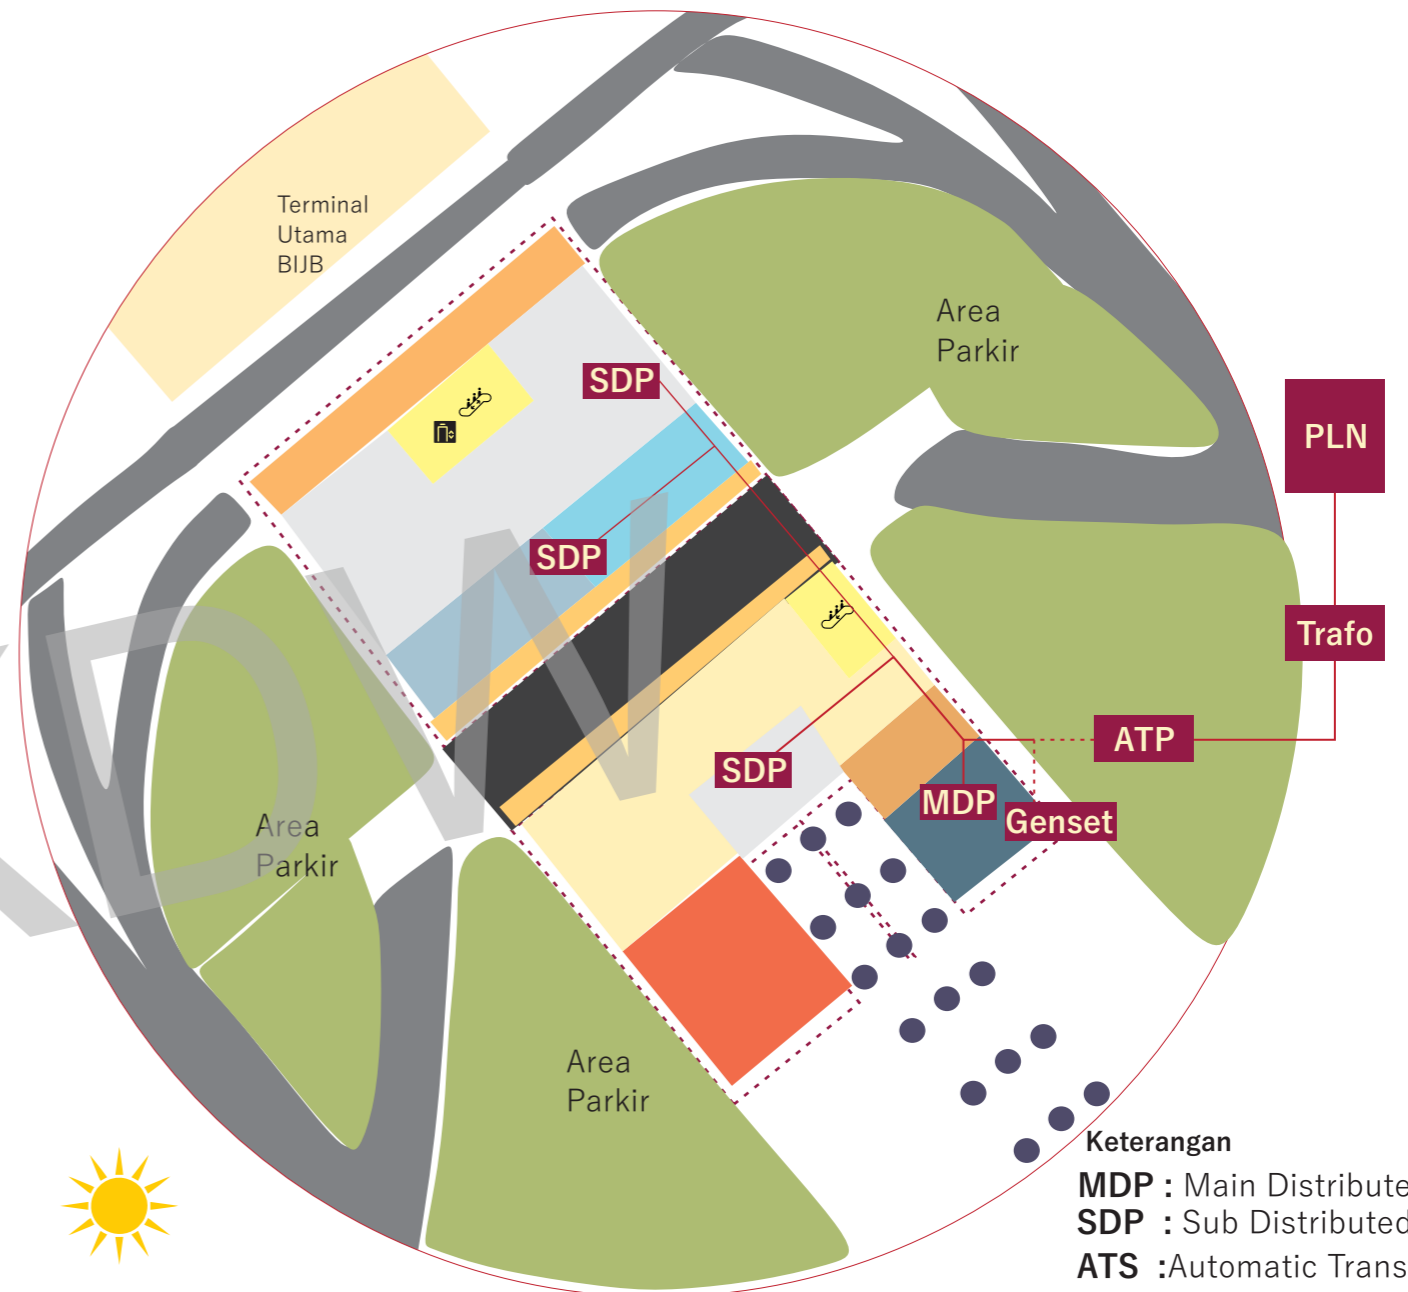 Terminal
Utama
BIJB
Area
Parkir
SDP
PLN
SDP
Trafo
ATP
SDP
MDP
Genset
Area
Parkir
Area
Parkir
Keterangan
MDP : Main Distribute
SDP : Sub Distributed
ATS :Automatic Trans